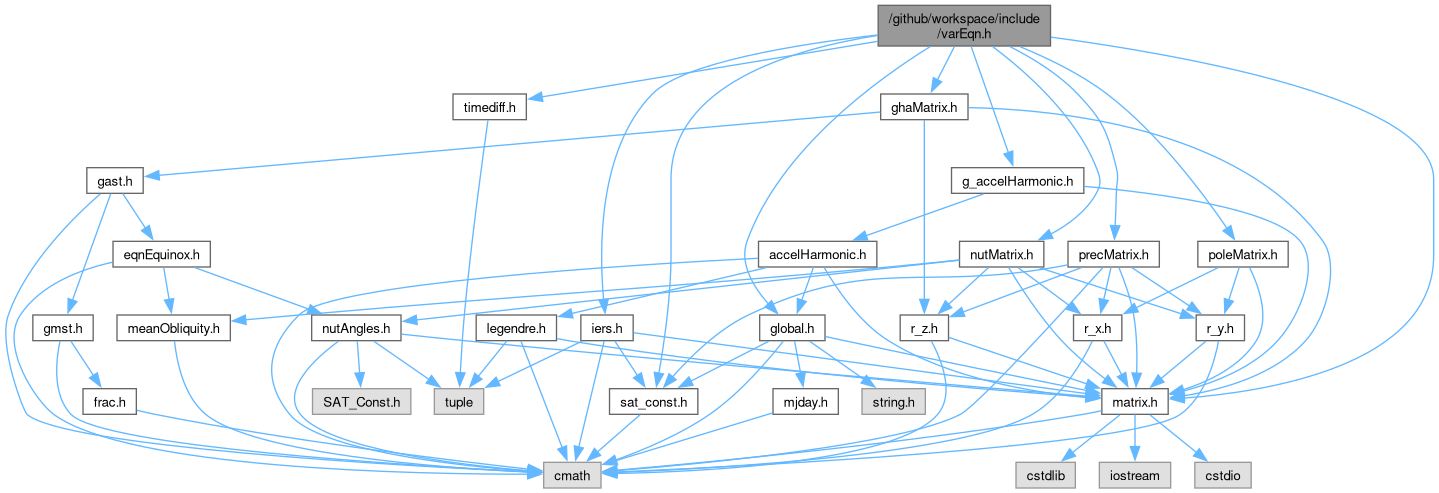 /github/workspace/include
/varEqn.h
timediff.h
ghaMatrix.h
gast.h
g_accelHarmonic.h
eqnEquinox.h
accelHarmonic.h
nutMatrix.h
precMatrix.h
poleMatrix.h
gmst.h
meanObliquity.h
nutAngles.h
legendre.h
iers.h
global.h
r_z.h
r_x.h
r_y.h
frac.h
SAT_Const.h
tuple
sat_const.h
mjday.h
string.h
matrix.h
cmath
cstdlib
iostream
cstdio